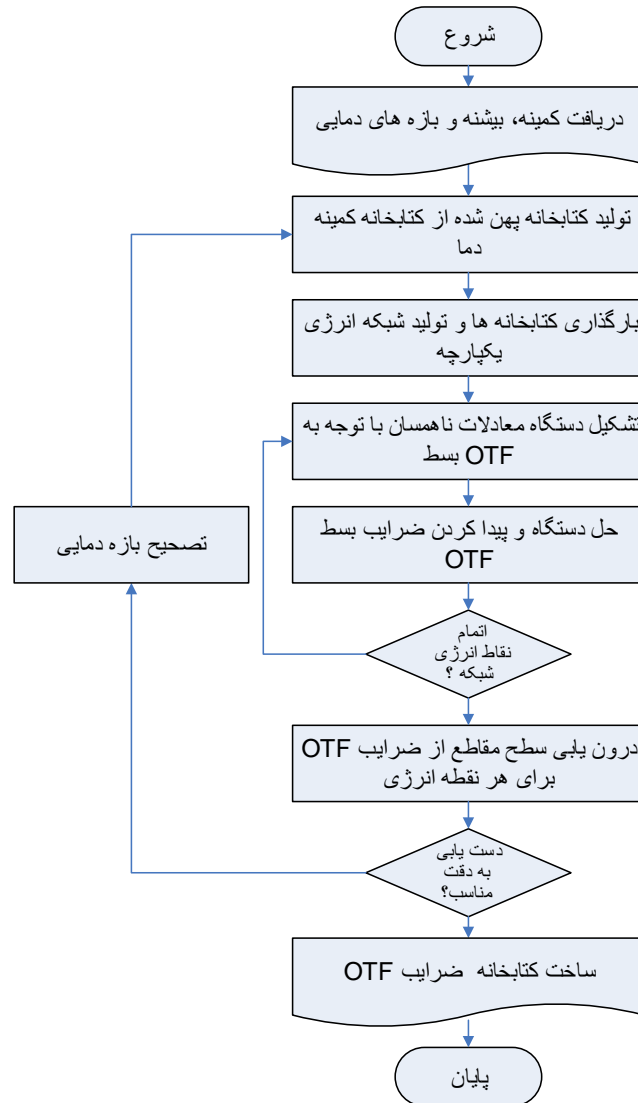 شروع
دریافت کمینه، بیشنه و بازه های دمایی
تولید کتابخانه پهن شده از کتابخانه کمینه
دما
بارگذاری کتابخانه ها و تولید شبکه انرژی
یکپارچه
تشکیل دستگاه معادلات ناهمسان با توجه به
بسط OTF
حل دستگاه و پیدا کردن ضرایب بسط
OTF
تصحیح بازه دمایی
اتمام
نقاط انرژی
شبکه ؟
درون یابی سطح مقاطع از ضرایب OTF
برای هر نقطه انرژی
دست یابی
به دقت
مناسب؟
ساخت کتابخانه ضرایب OTF
پایان